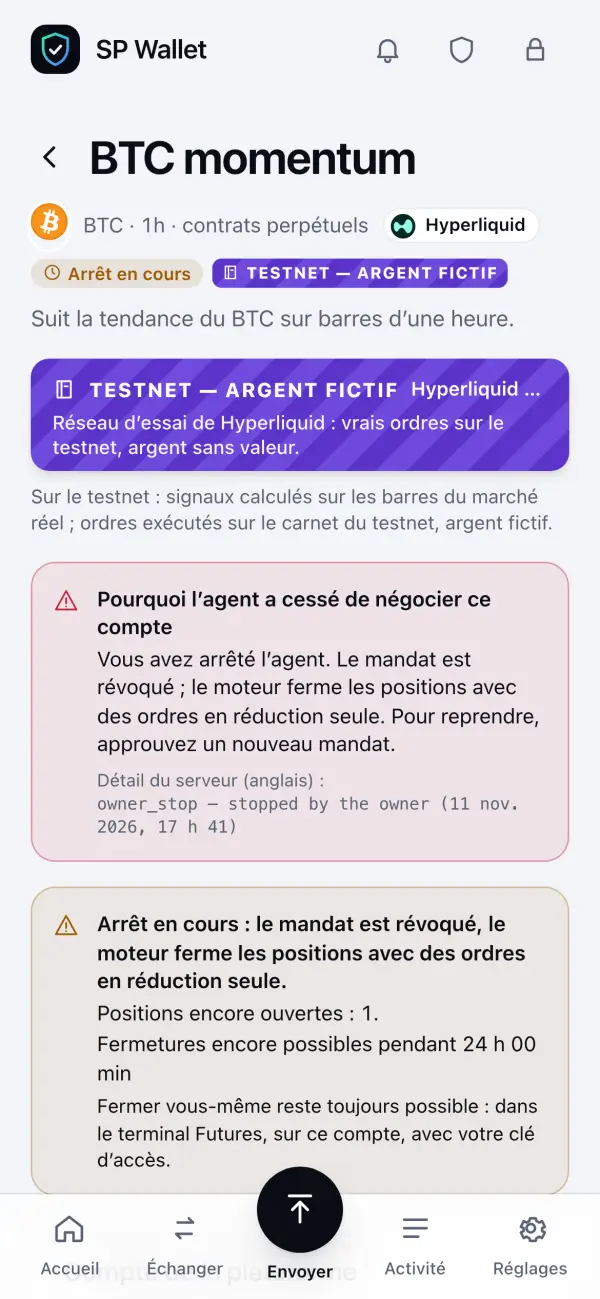 SP Wallet
BTC momentum
BTC · 1h · contrats perpétuels
Hyperliquid
Arrêt en cours
TESTNET — ARGENT FICTIF
Suit la tendance du BTC sur barres d’une heure.
TESTNET — ARGENT FICTIF Hyperliquid ...
Réseau d’essai de Hyperliquid : vrais ordres sur le
testnet, argent sans valeur.
Sur le testnet : signaux calculés sur les barres du marché
réel ; ordres exécutés sur le carnet du testnet, argent fictif.
Pourquoi l’agent a cessé de négocier ce
compte
Vous avez arrêté l’agent. Le mandat est
révoqué ; le moteur ferme les positions avec
des ordres en réduction seule. Pour reprendre,
approuvez un nouveau mandat.
Détail du serveur (anglais) :
owner_stop — stopped by the owner (11 nov.
2026, 17 h 41)
Arrêt en cours : le mandat est révoqué, le
moteur ferme les positions avec des ordres
en réduction seule.
Positions encore ouvertes : 1.
Fermetures encore possibles pendant 24 h 00
min
Fermer vous-même reste toujours possible : dans
le terminal Futures, sur ce compte, avec votre clé
d’accès.
Accueil
Échanger
Envoyer
Activité
Réglages